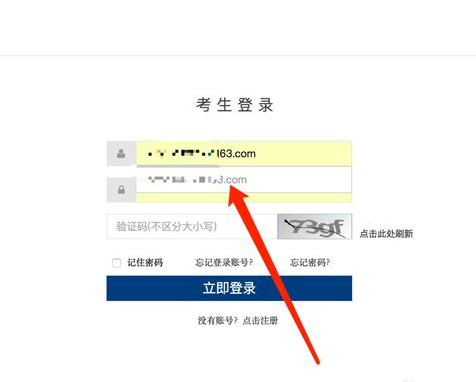 考生登录
163.com
163.com
验证码(不区分大小写)
73gf
点击此处刷新
记住密码
忘记登录账号?
忘记密码?
立即登录
没有账号? 点击注册